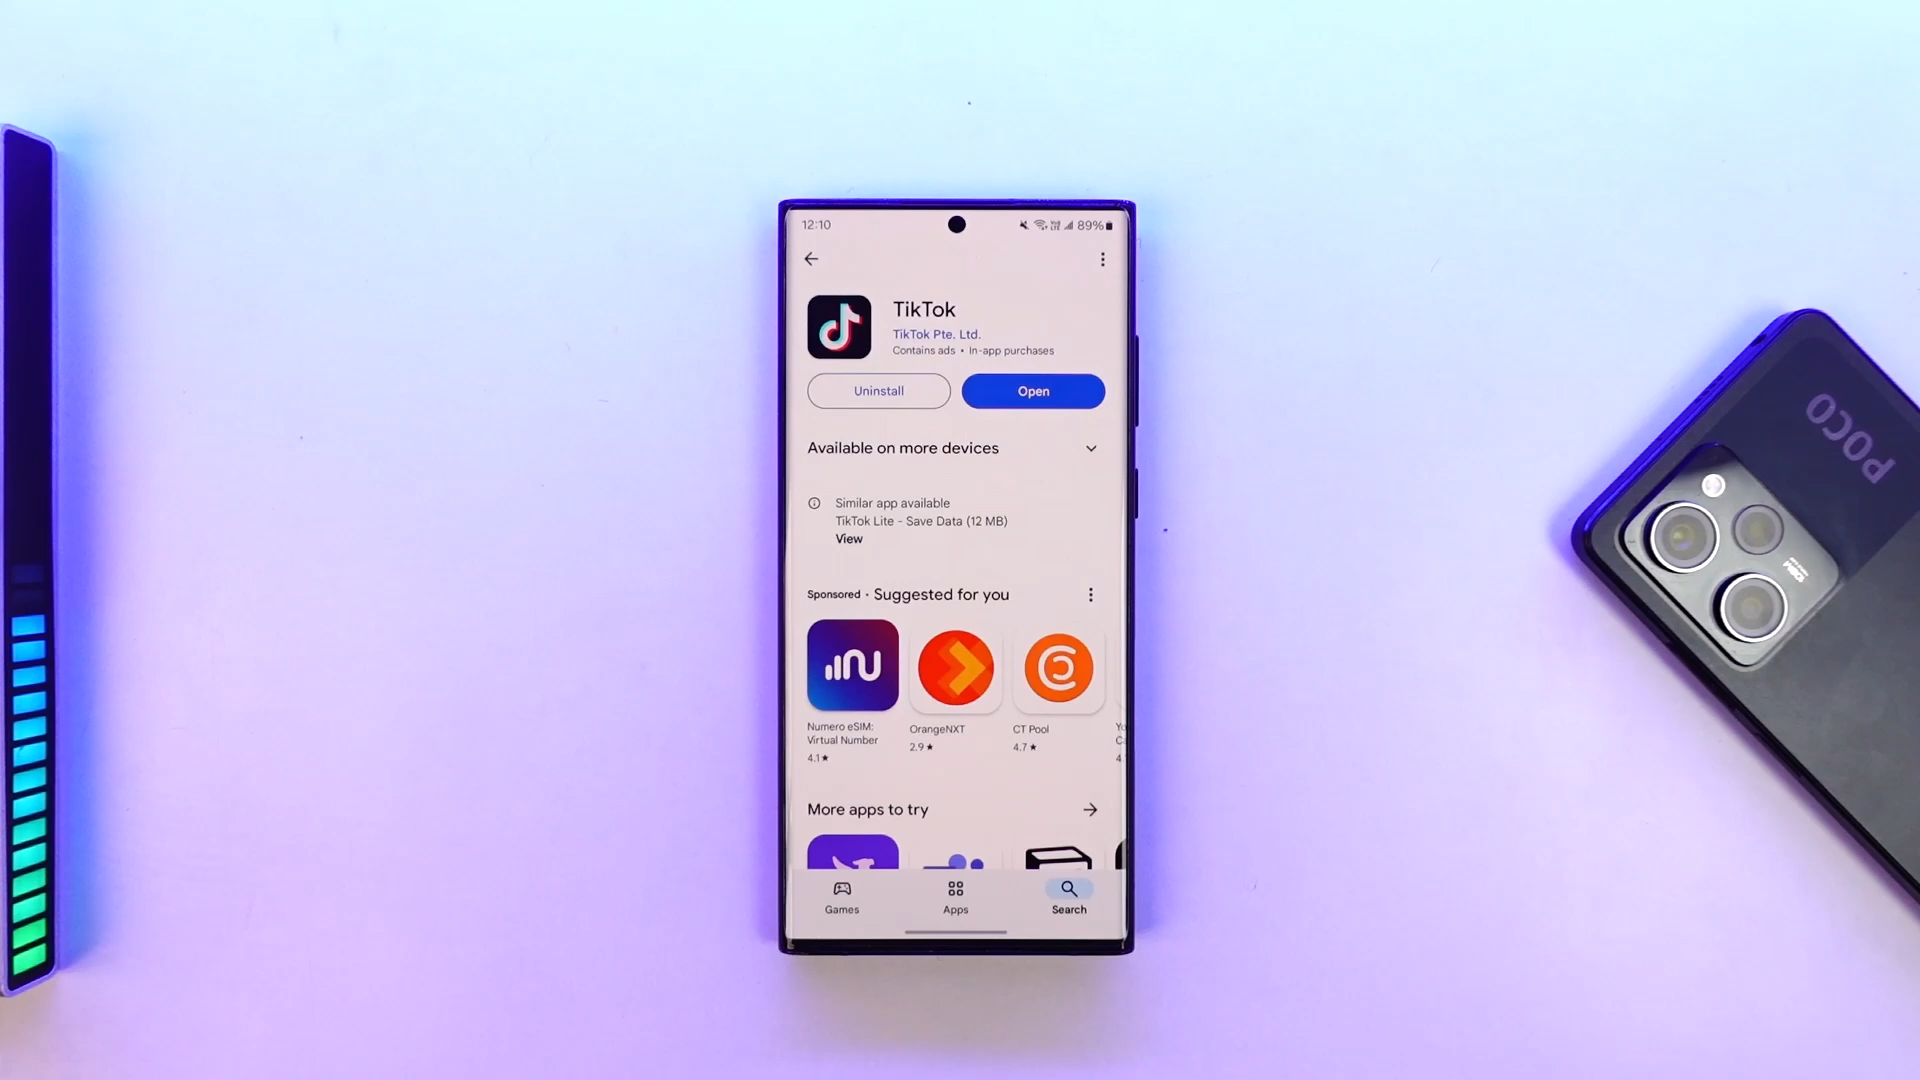 12:10
89%
TikTok
TikTok Pte. Ltd.
Contains ads • In-app purchases
Uninstall
Open
Available on more devices
Similar app available
TikTok Lite - Save Data (12 MB)
View
Sponsored · Suggested for you
Numero eSIM:
Virtual Number
4.1★
OrangeNXT
2.9★
CT Pool
4.7★
More apps to try
Games
Apps
Search
POCO